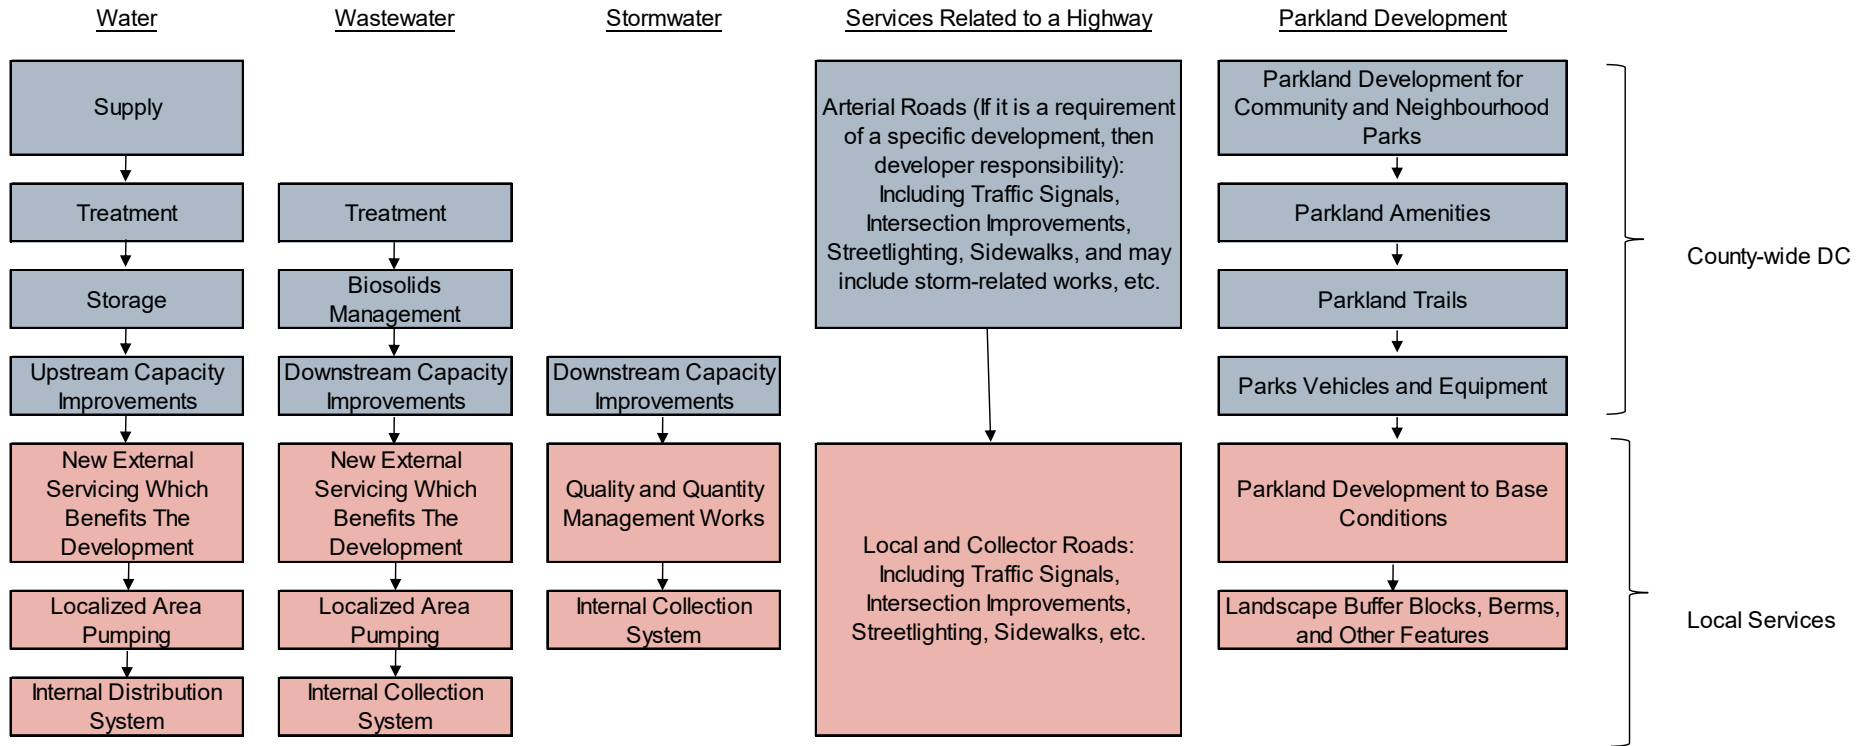 Water
Wastewater
Stormwater
Services Related to a Highway
Parkland Development
Supply
Treatment
Storage
Upstream Capacity
Improvements
New External
Servicing Which
Benefits The
Development
Localized Area
Pumping
Internal Distribution
System
Treatment
Biosolids
Management
Downstream Capacity
Improvements
New External
Servicing Which
Benefits The
Development
Localized Area
Pumping
Internal Collection
System
Downstream Capacity
Improvements
Quality and Quantity
Management Works
Internal Collection
System
Arterial Roads (If it is a requirement
of a specific development, then
developer responsibility):
Including Traffic Signals,
Intersection Improvements,
Streetlighting, Sidewalks, and may
include storm-related works, etc.
Local and Collector Roads:
Including Traffic Signals,
Intersection Improvements,
Streetlighting, Sidewalks, etc.
Parkland Development for
Community and Neighbourhood
Parks
Parkland Amenities
Parkland Trails
Parks Vehicles and Equipment
Parkland Development to Base
Conditions
Landscape Buffer Blocks, Berms,
and Other Features
County-wide DC
Local Services